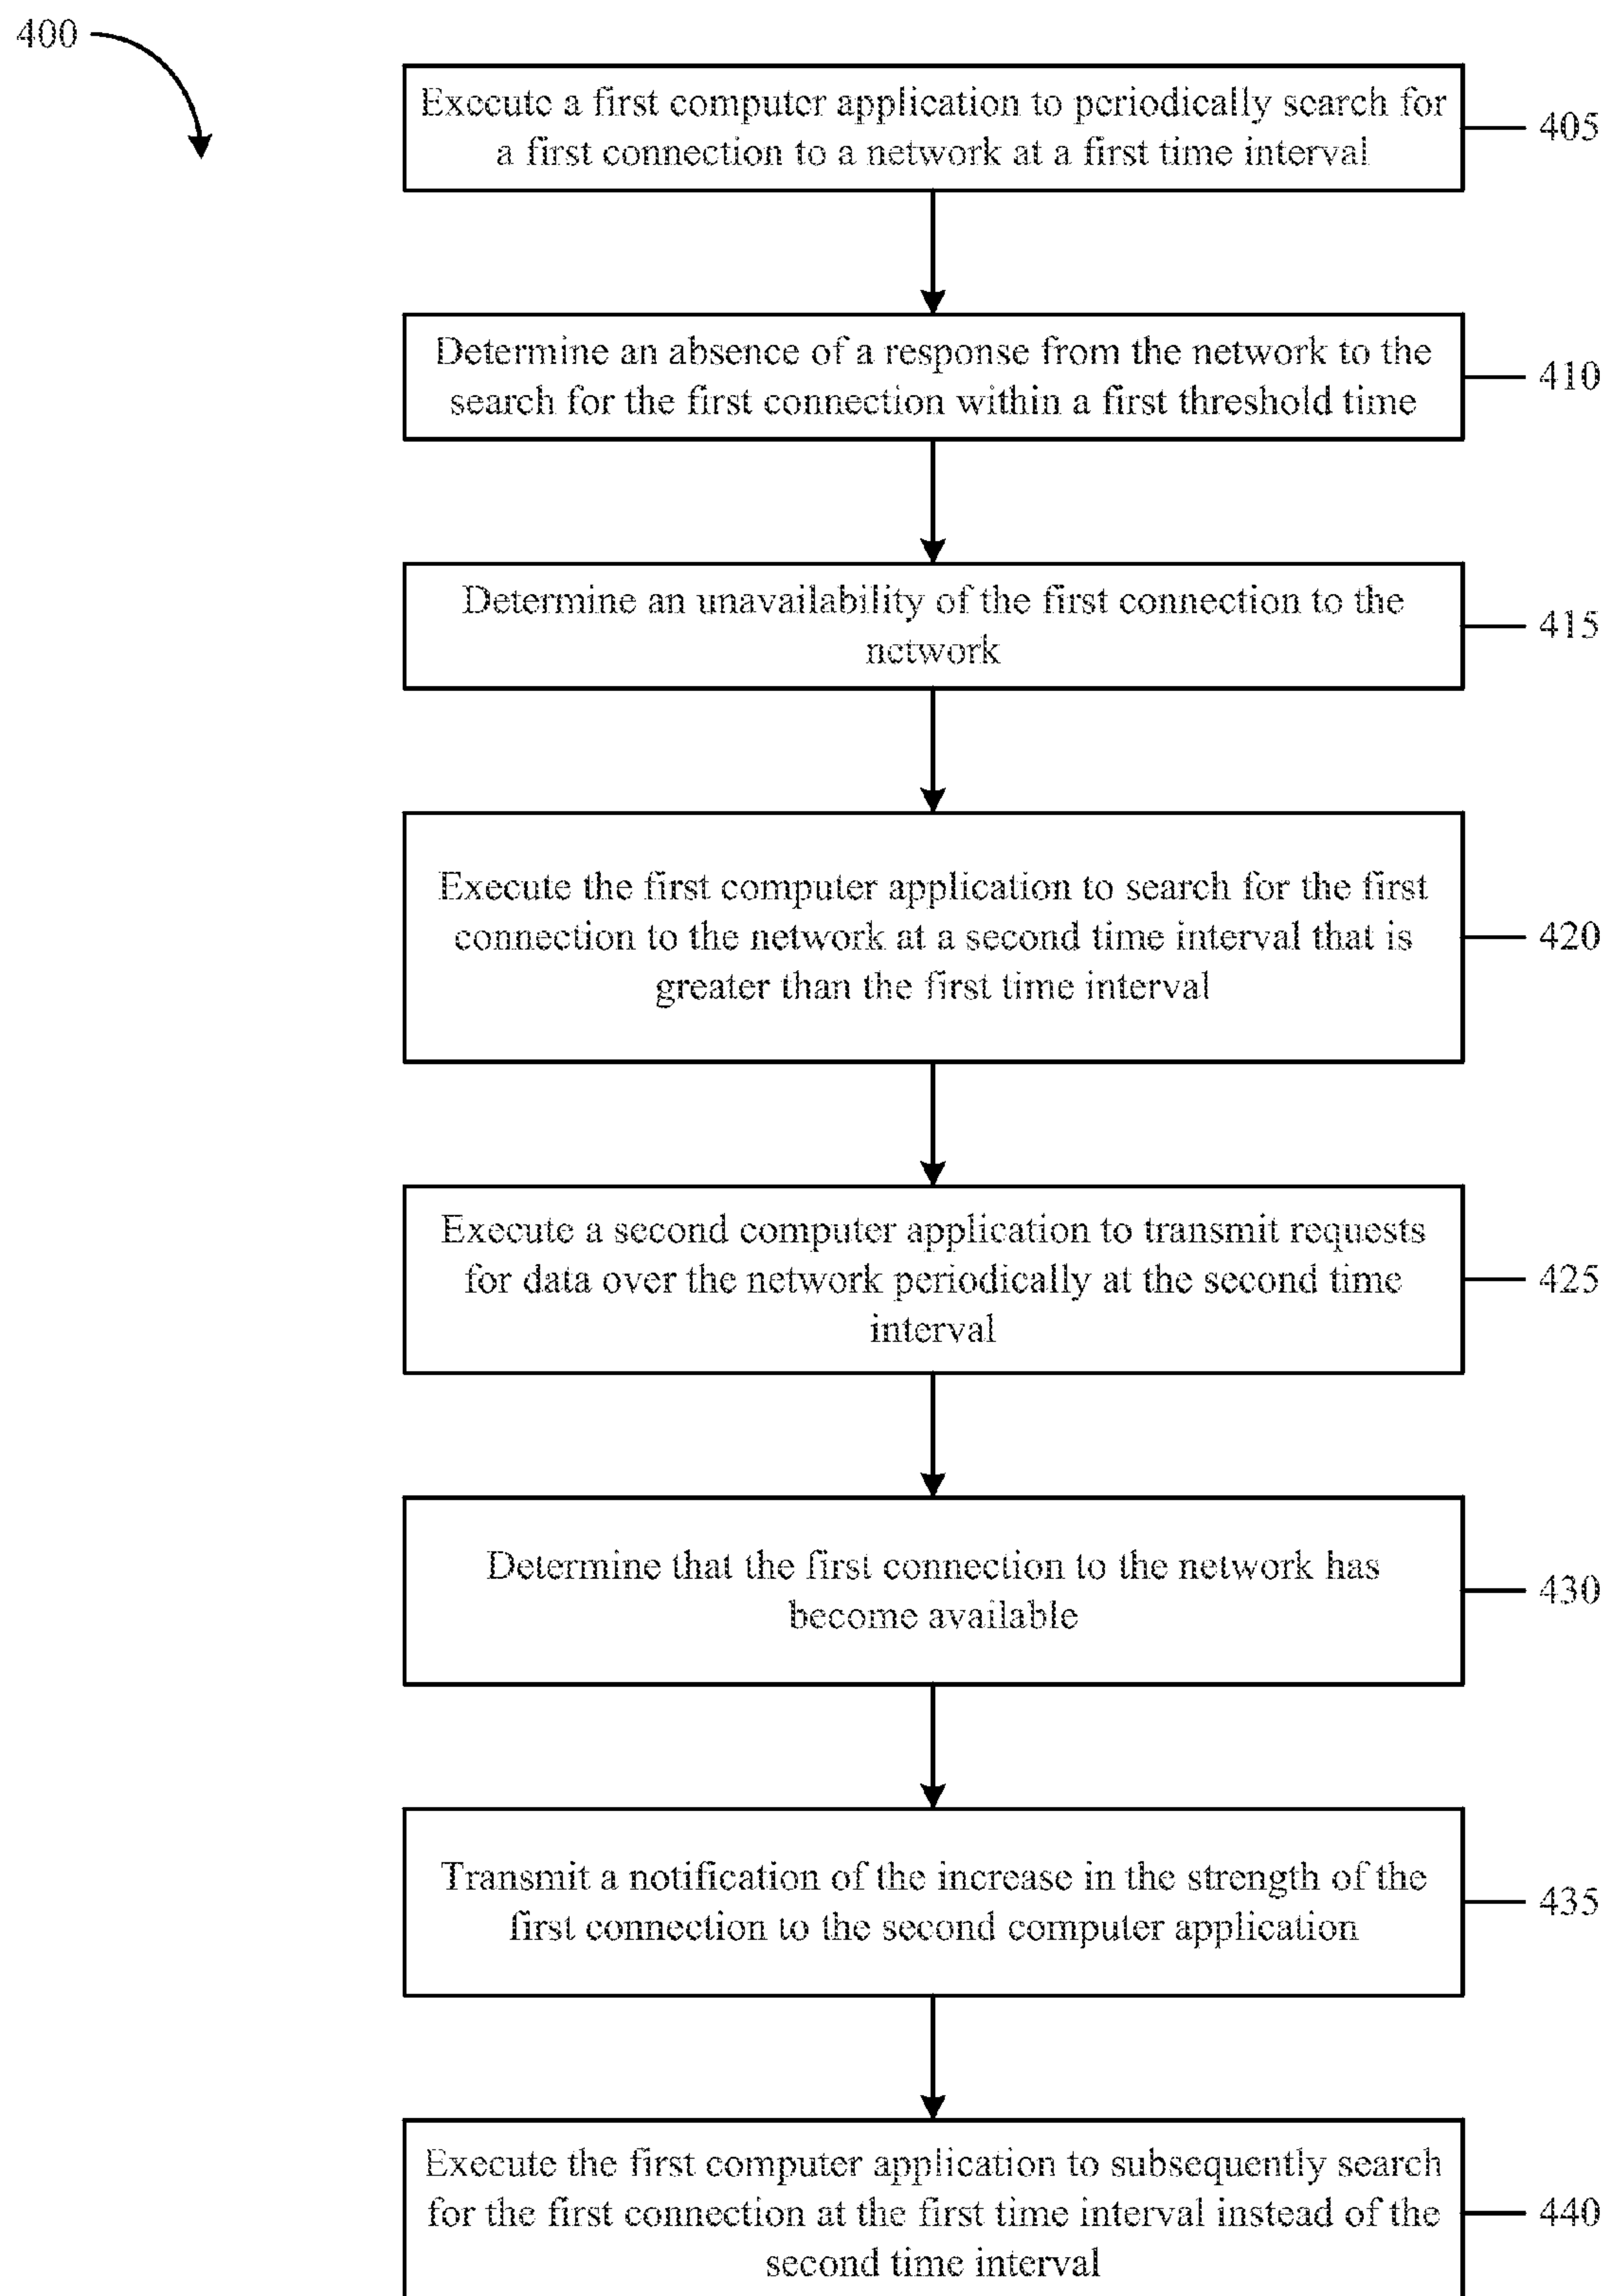 400
Execute a first computer application to periodically search for
a first connection to a network at a first time interval
405
Determine an absence of a response from the network to the
search for the first connection within a first threshold time
410
Determine an unavailability of the first connection to the
network
415
Execute the first computer application to search for the first
connection to the network at a second time interval that is
greater than the first time interval
420
Execute a second computer application to transmit requests
for data over the network periodically at the second time
interval
425
Determine that the first connection to the network has
become available
430
Transmit a notification of the increase in the strength of the
first connection to the second computer application
435
Execute the first computer application to subsequently search
for the first connection at the first time interval instead of the
second time interval
440